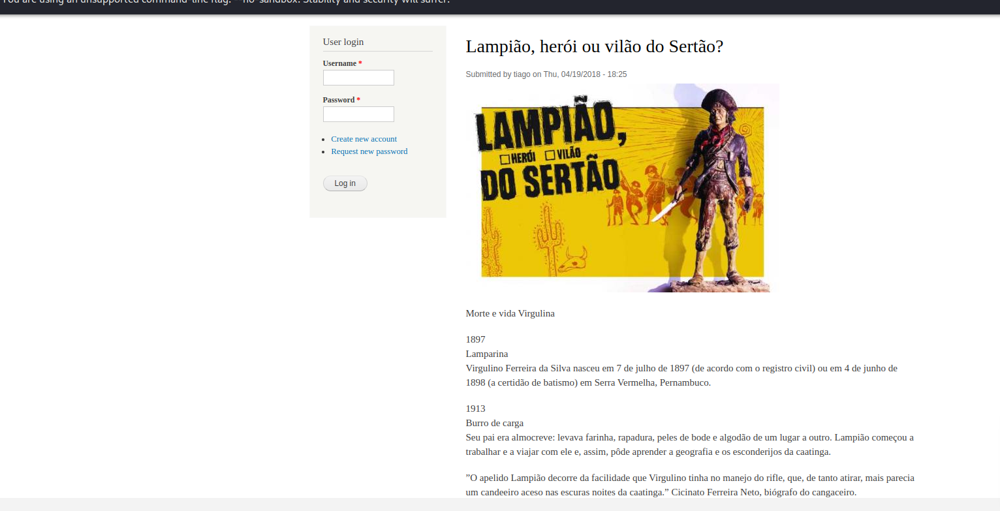 You are using an unsupported command-line flag: --no-sandbox. Stability and security will suffer.
User login
Username *
Password *
Create new account
Request new password
Log in
Lampião, herói ou vilão do Sertão?
Submitted by tiago on Thu, 04/19/2018 - 18:25
LAMPIÃO,
HERÓI VILÃO
DO SERTÃO
Morte e vida Virgulina
1897
Lamparina
Virgulino Ferreira da Silva nasceu em 7 de julho de 1897 (de acordo com o registro civil) ou em 4 de junho de
1898 (a certidão de batismo) em Serra Vermelha, Pernambuco.
1913
Burro de carga
Seu pai era almocreve: levava farinha, rapadura, peles de bode e algodão de um lugar a outro. Lampião começou a
trabalhar e a viajar com ele e, assim, pôde aprender a geografia e os esconderijos da caatinga.
”O apelido Lampião decorre da facilidade que Virgulino tinha no manejo do rifle, que, de tanto atirar, mais parecia
um candeeiro aceso nas escuras noites da caatinga.” Cicinato Ferreira Neto, biógrafo do cangaceiro.